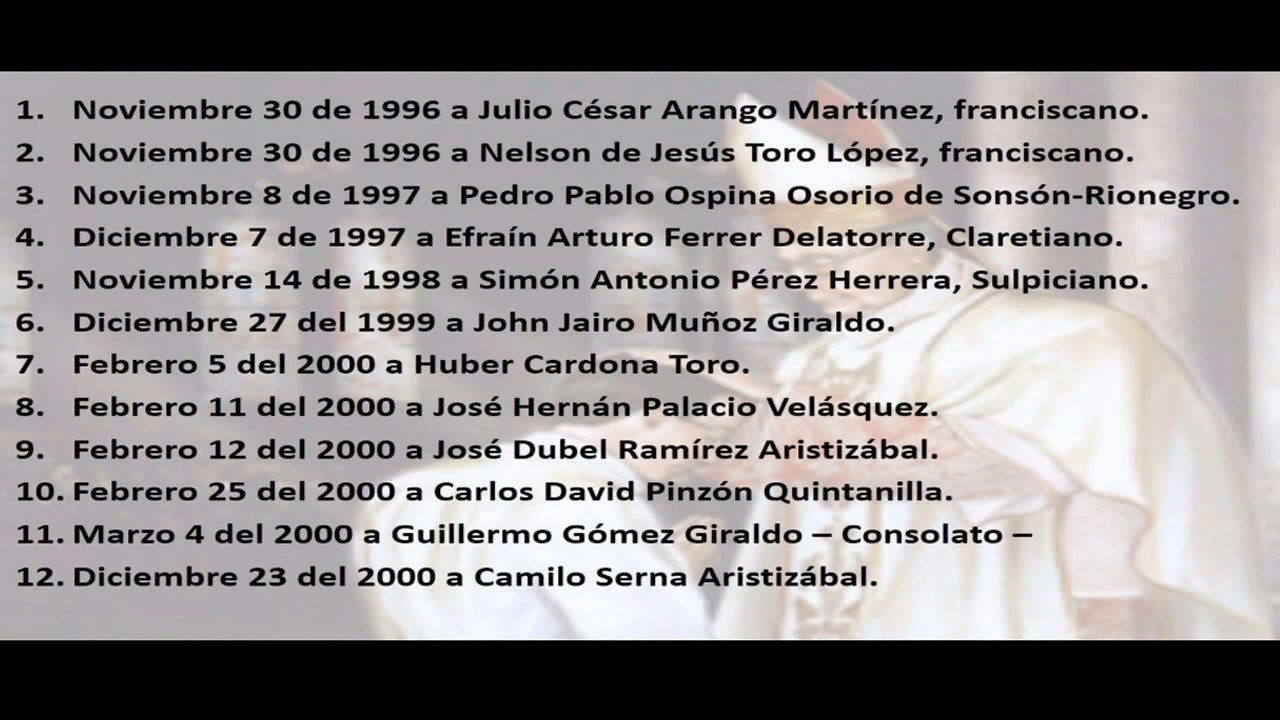 1. Noviembre 30 de 1996 a Julio César Arango Martínez, franciscano.
2. Noviembre 30 de 1996 a Nelson de Jesús Toro López, franciscano.
3. Noviembre 8 de 1997 a Pedro Pablo Ospina Osorio de Sonsón-Rionegro.
4. Diciembre 7 de 1997 a Efraín Arturo Ferrer Delatorre, Claretiano.
5. Noviembre 14 de 1998 a Simón Antonio Pérez Herrera, Sulpiciano.
6. Diciembre 27 del 1999 a John Jairo Muñoz Giraldo.
7. Febrero 5 del 2000 a Huber Cardona Toro.
8. Febrero 11 del 2000 a José Hernán Palacio Velásquez.
9. Febrero 12 del 2000 a José Dubel Ramírez Aristizábal.
10. Febrero 25 del 2000 a Carlos David Pinzón Quintanilla.
11. Marzo 4 del 2000 a Guillermo Gómez Giraldo – Consolato –
12. Diciembre 23 del 2000 a Camilo Serna Aristizábal.